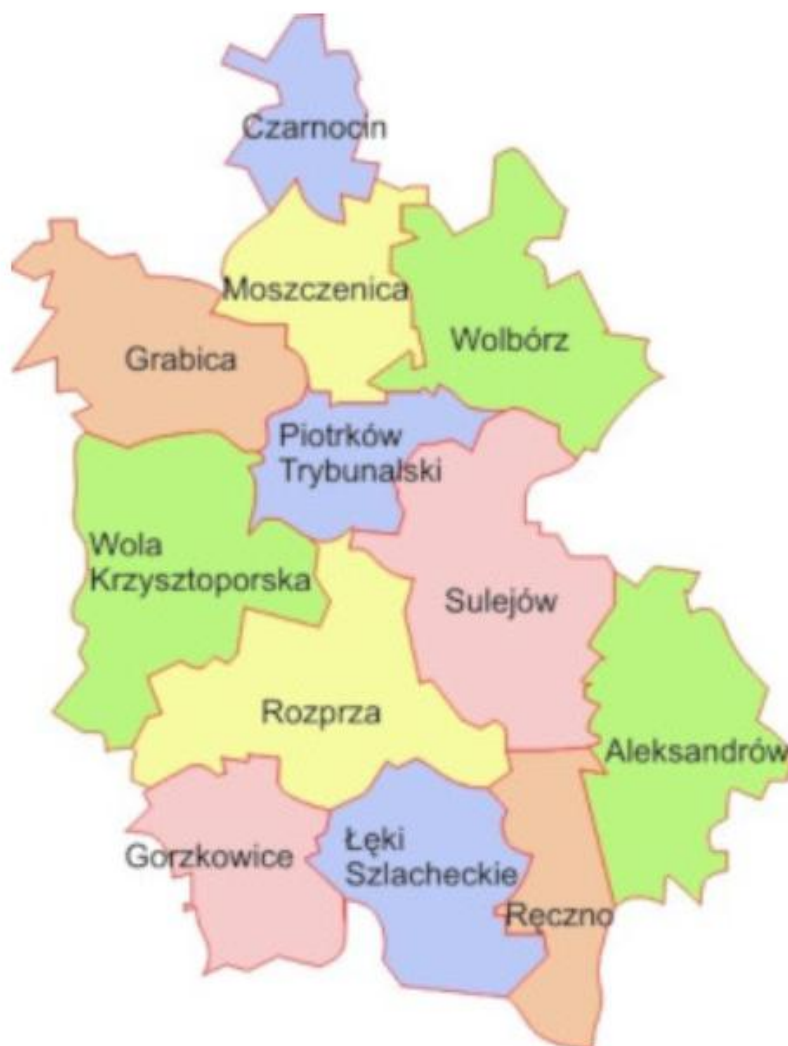 Czarnocin
Moszczenica
Wolbórz
Grabica
Piotrków
Trybunalski
Wola
Krzysztoporska
Sulejów
Rozprza
Aleksandrów
Gorzkowice
Łęki
Szlacheckie
Ręczno